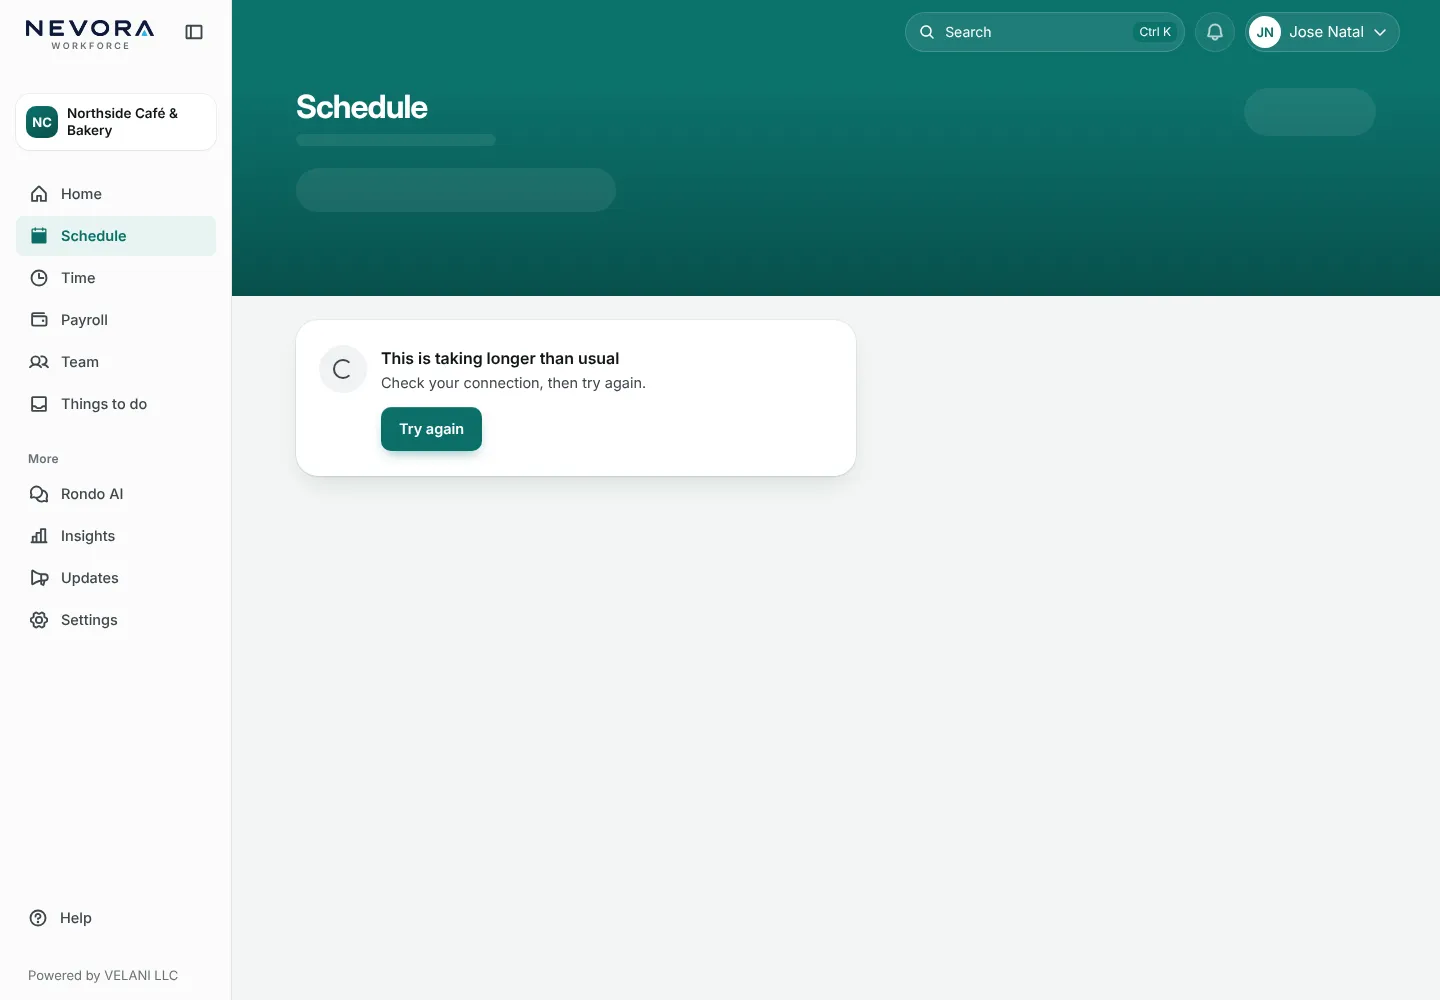 NEVORA
WORKFORCE
Search
Ctrl K
JN
Jose Natal
NC
Northside Café &
Bakery
Schedule
Home
Schedule
Time
Payroll
Team
Things to do
More
Rondo AI
Insights
Updates
Settings
This is taking longer than usual
Check your connection, then try again.
Try again
Help
Powered by VELANI LLC